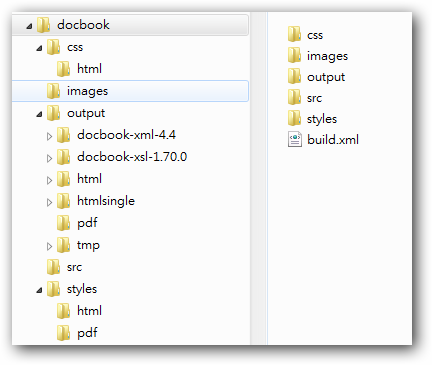 docbook
css
html
images
output
docbook-xml-4.4
docbook-xsl-1.70.0
html
htmlsingle
pdf
tmp
src
styles
html
pdf
css
images
output
src
styles
build.xml